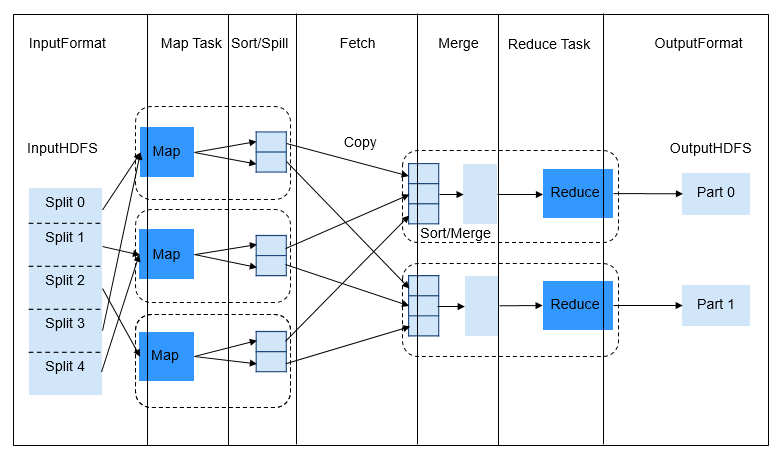 InputFormat
Map Task
Sort/Spill
Fetch
Merge
Reduce Task
OutputFormat
InputHDFS
Split 0
Split 1
Split 2
Split 3
Split 4
Map
Map
Map
Copy
Sort/Merge
Reduce
Reduce
OutputHDFS
Part 0
Part 1